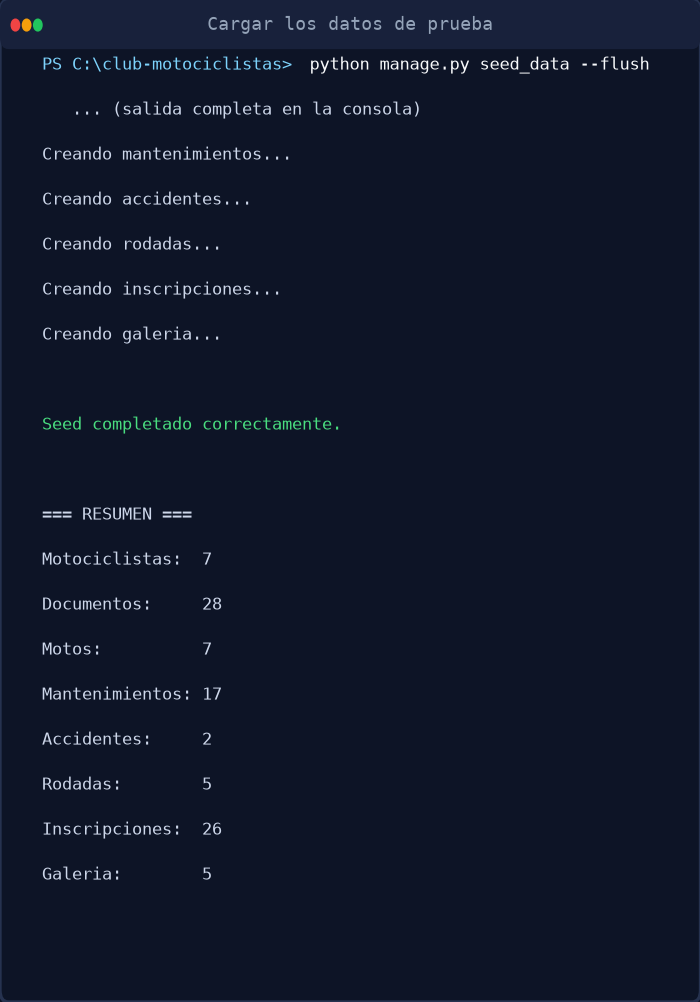 Cargar los datos de prueba
PS C:\club-motociclistas> python manage.py seed_data --flush
... (salida completa en la consola)
Creando mantenimientos...
Creando accidentes...
Creando rodadas...
Creando inscripciones...
Creando galeria...
Seed completado correctamente.
=== RESUMEN ===
Motociclistas: 7
Documentos: 28
Motos: 7
Mantenimientos: 17
Accidentes: 2
Rodadas: 5
Inscripciones: 26
Galeria: 5